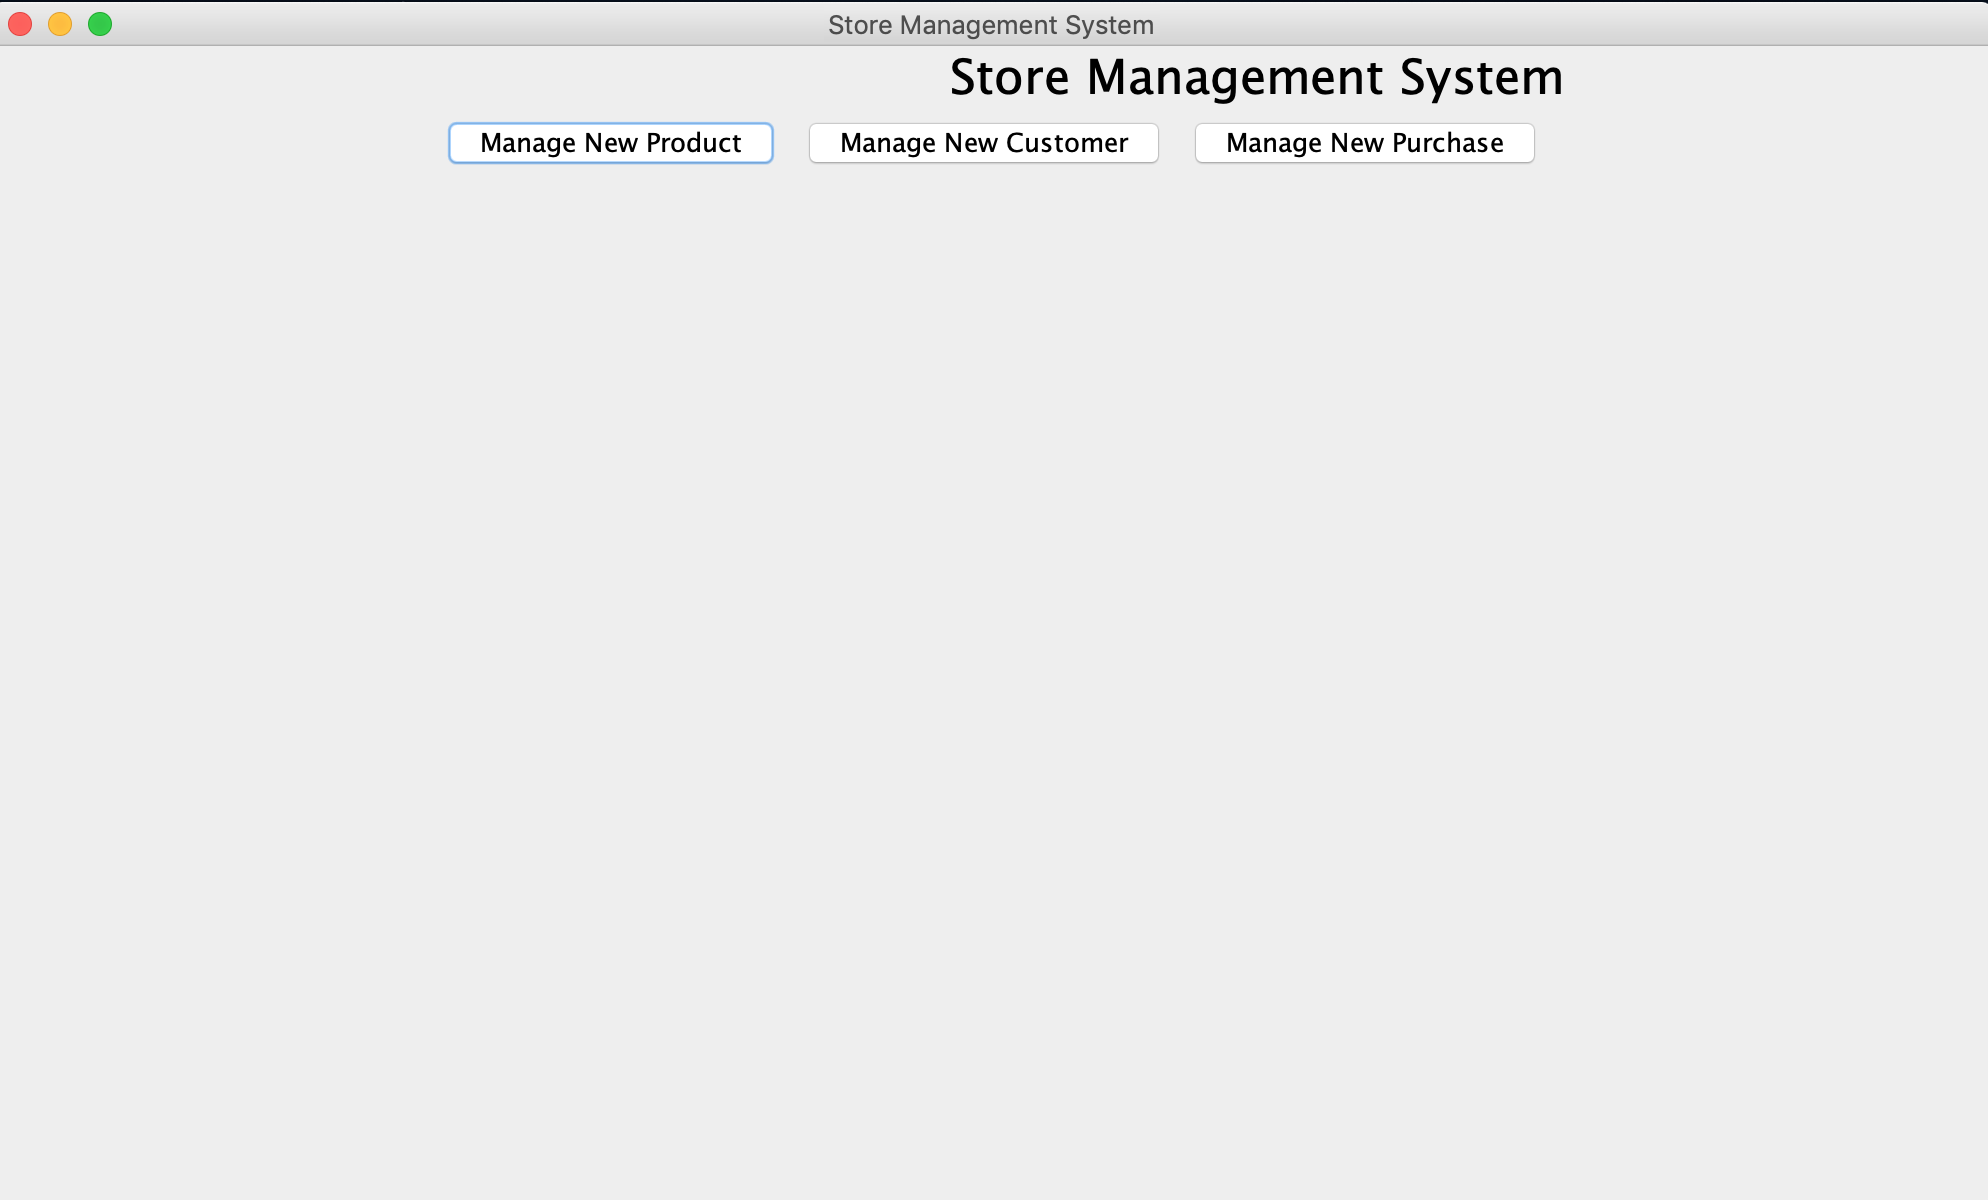 Store Management System
Store Management System
Manage New Product
Manage New Customer
Manage New Purchase